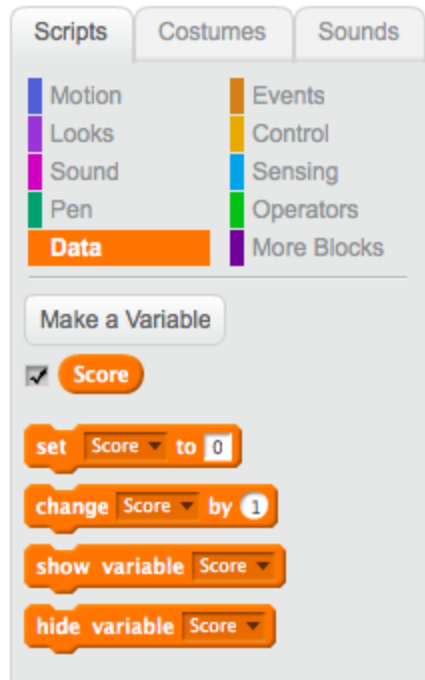 Scripts Costumes Sounds
Motion Events
Looks Control
Sound Sensing
Pen Operators
Data More Blocks
Make a Variable
Score
set Score to 0
change Score by 1
show variable Score
hide variable Score